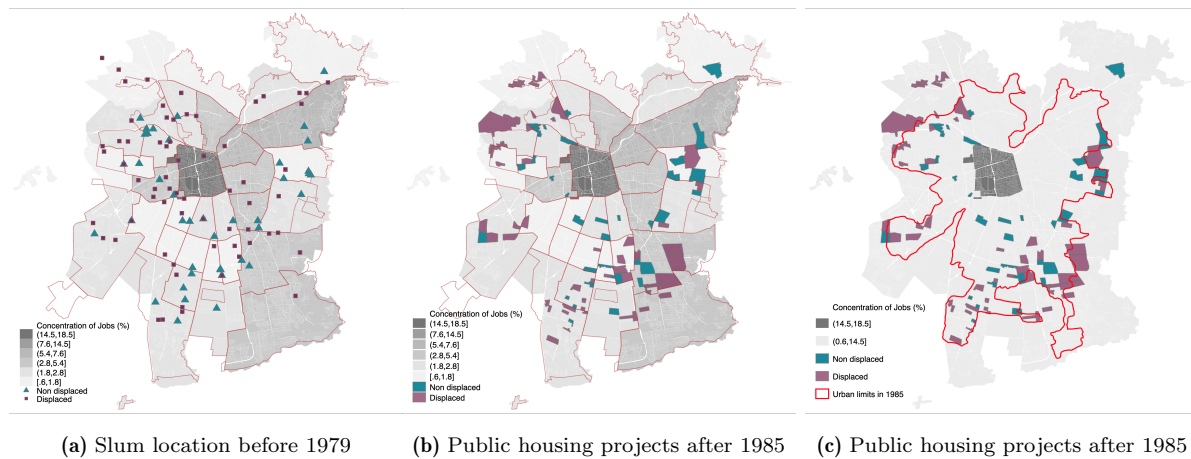 Concentration of Jobs (%)
(14.5,18.5]
(7.6,14.5]
(5.4,7.6]
(2.8,5.4]
(1.8,2.8]
[.6,1.8]
Non displaced
Displaced
(a) Slum location before 1979
Concentration of Jobs (%)
(14.5,18.5]
(7.6,14.5]
(5.4,7.6]
(2.8,5.4]
(1.8,2.8]
[.6,1.8]
Non displaced
Displaced
(b) Public housing projects after 1985
Concentration of Jobs (%)
(14.5,18.5]
(0.6,14.5]
Non displaced
Displaced
Urban limits in 1985
(c) Public housing projects after 1985